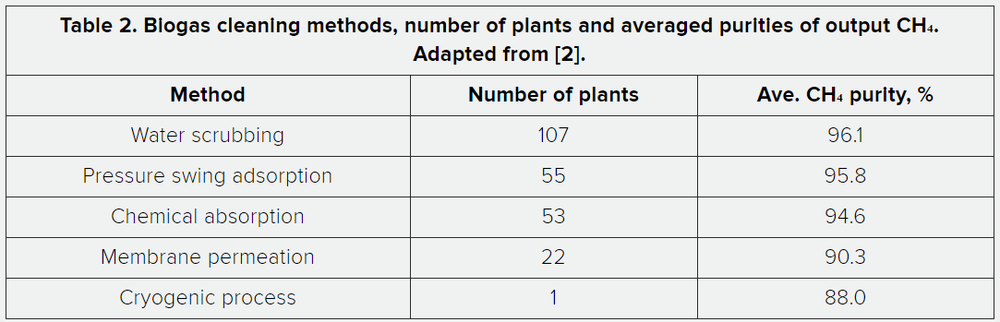 Table 2. Biogas cleaning methods, number of plants and averaged purities of output CH₄.
Adapted from [2].
Method Number of plants Ave. CH₄ purity, %
Water scrubbing 107 96.1
Pressure swing adsorption 55 95.8
Chemical absorption 53 94.6
Membrane permeation 22 90.3
Cryogenic process 1 88.0